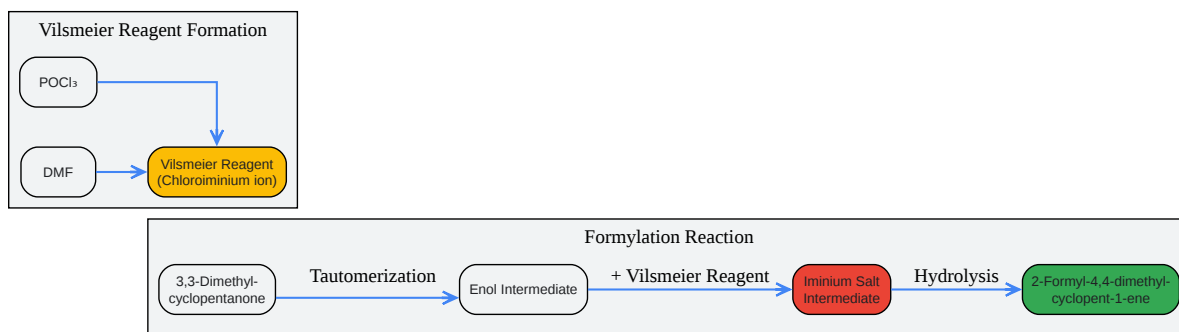 Vilsmeier Reagent Formation
POCl₃
DMF
Vilsmeier Reagent
(Chloroiminium ion)
Formylation Reaction
3,3-Dimethyl-
cyclopentanone
Tautomerization
Enol Intermediate
+ Vilsmeier Reagent
Iminium Salt
Intermediate
Hydrolysis
2-Formyl-4,4-dimethyl-
cyclopent-1-ene